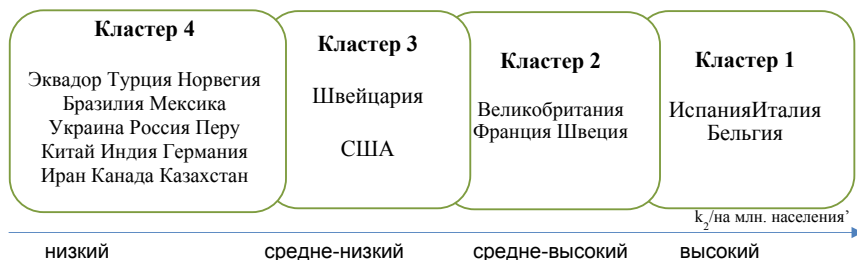 Кластер 4
Эквадор Турция Норвегия
Бразилия Мексика
Украина Россия Перу
Китай Индия Германия
Иран Канада Казахстан
Кластер 3
Швейцария
США
Кластер 2
Великобритания
Франция Швеция
Кластер 1
ИспанияИталия
Бельгия
k2/на млн. населения’
низкий
средне-низкий
средне-высокий
высокий